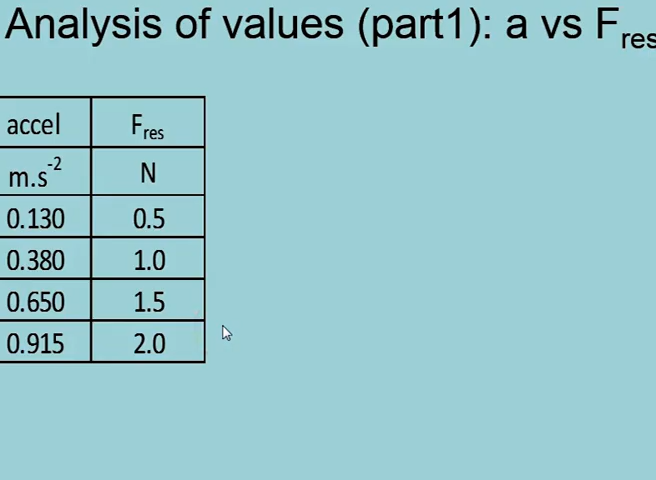 Analysis of values (part1): a vs Fres
accel Fres
m.s-2 N
0.130 0.5
0.380 1.0
0.650 1.5
0.915 2.0